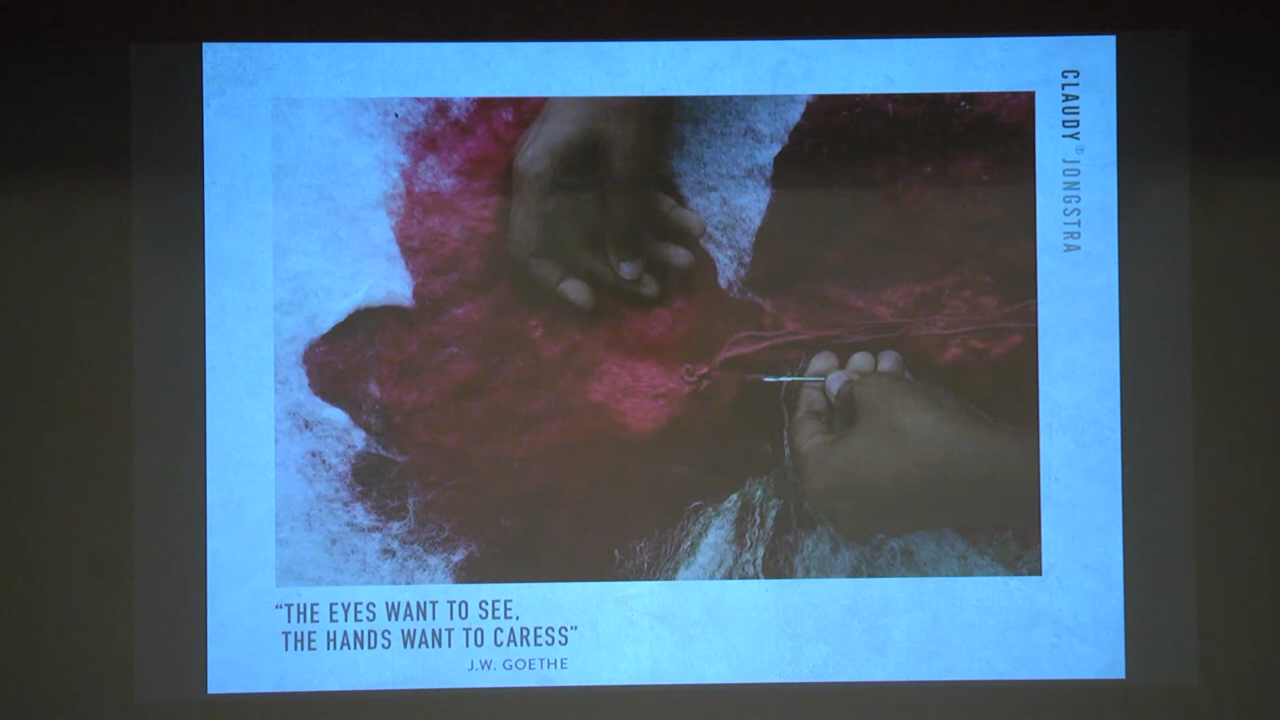 CLAUDY® JONGSTRA
“THE EYES WANT TO SEE,
THE HANDS WANT TO CARESS”
J.W. GOETHE